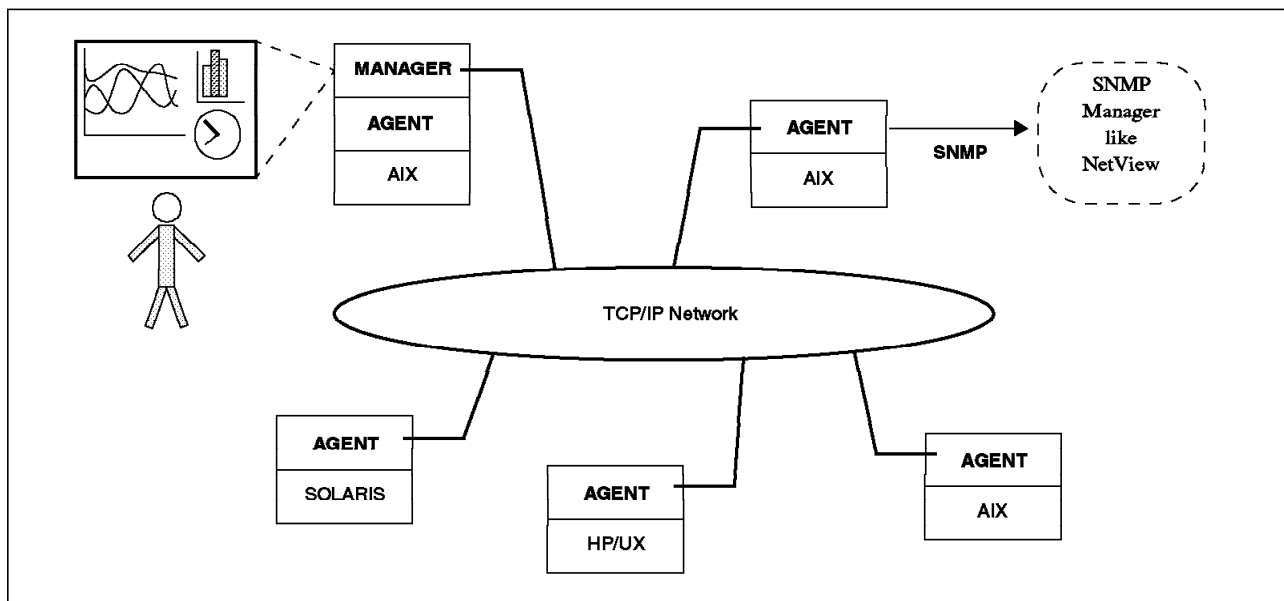 MANAGER
AGENT
AIX
AGENT
AIX
SNMP
SNMP
Manager
like
NetView
TCP/IP Network
AGENT
SOLARIS
AGENT
HP/UX
AGENT
AIX